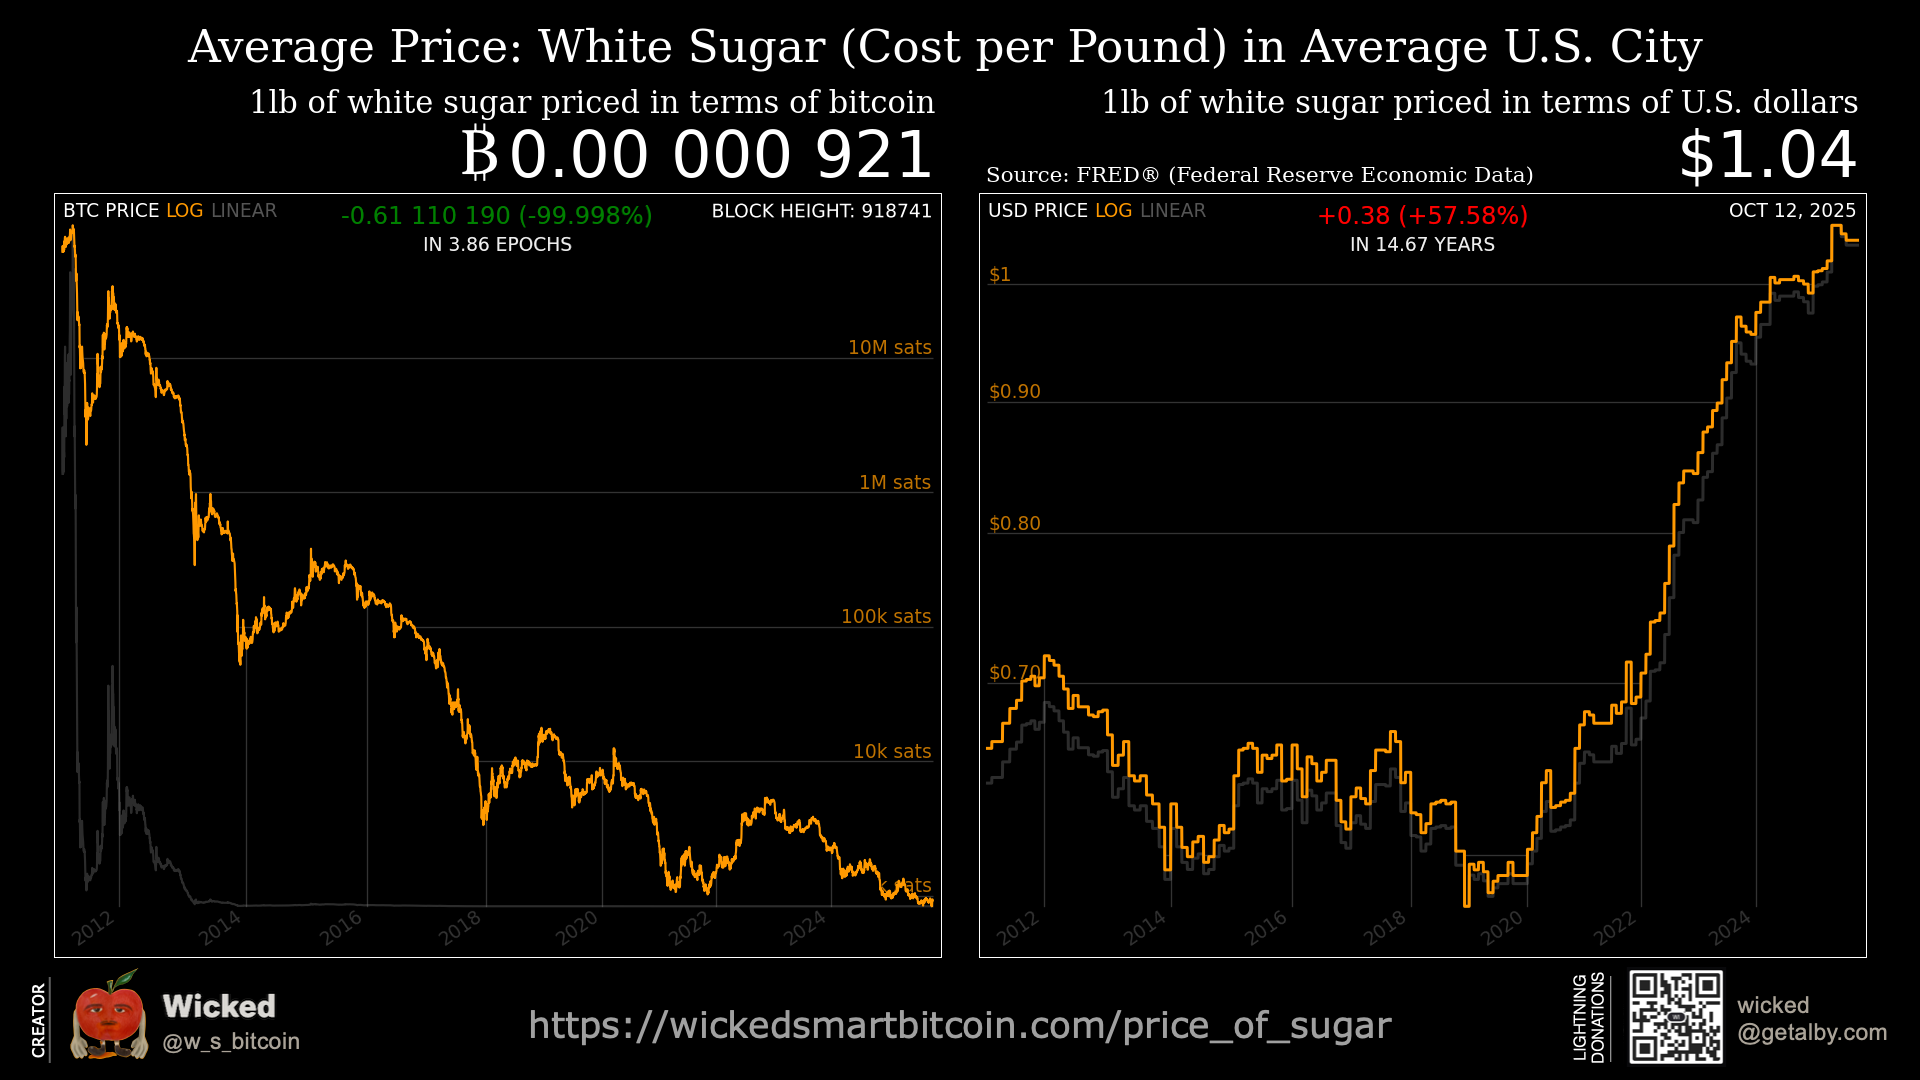 Average Price: White Sugar (Cost per Pound) in Average U.S. City
1lb of white sugar priced in terms of bitcoin
₿0.00 000 921
BTC PRICE LOG LINEAR
-0.61 110 190 (-99.998%)
IN 3.86 EPOCHS
BLOCK HEIGHT: 918741
10M sats
1M sats
100k sats
10k sats
sats
2012 2014 2016 2018 2020 2022 2024
1lb of white sugar priced in terms of U.S. dollars
$1.04
Source: FRED® (Federal Reserve Economic Data)
USD PRICE LOG LINEAR
+0.38 (+57.58%)
IN 14.67 YEARS
OCT 12, 2025
$1
$0.90
$0.80
$0.70
2012 2014 2016 2018 2020 2022 2024
CREATOR
Wicked
@w_s_bitcoin
https://wickedsmartbitcoin.com/price_of_sugar
LIGHTNING
DONATIONS
wicked
@getalby.com